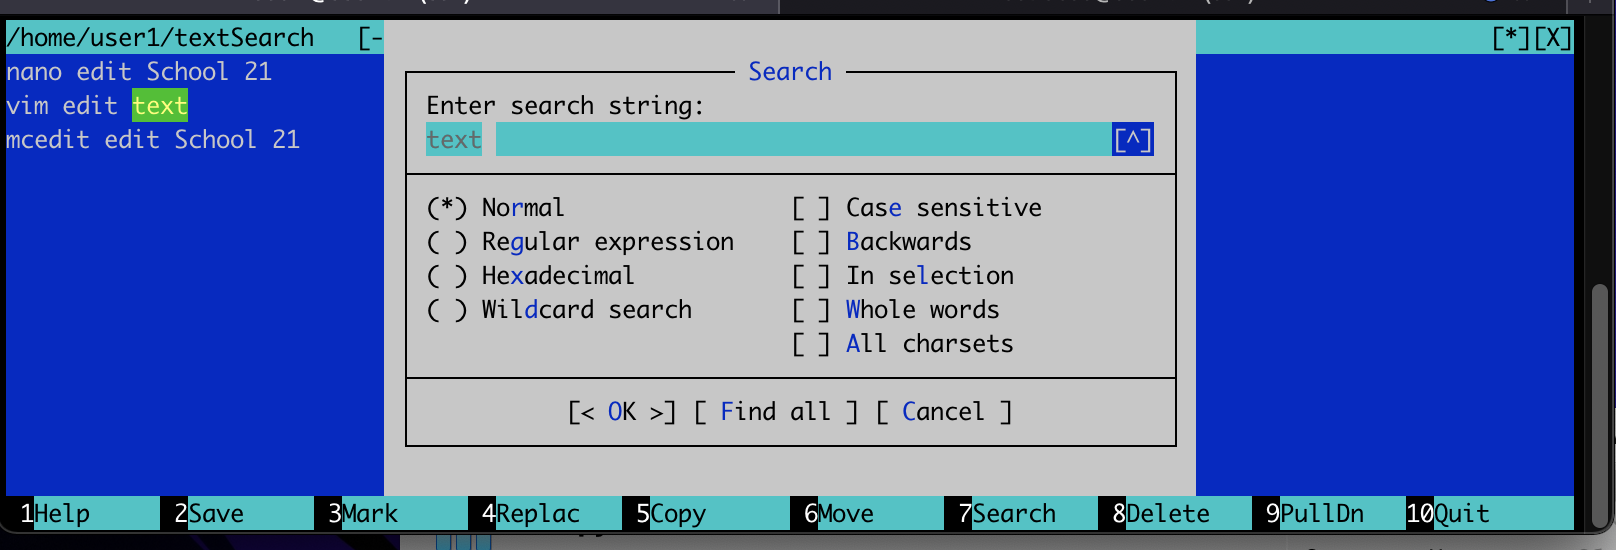 /home/user1/textSearch [- [*][X]
nano edit School 21
vim edit text
mcedit edit School 21
Search
Enter search string:
text [^]
(*) Normal [ ] Case sensitive
( ) Regular expression [ ] Backwards
( ) Hexadecimal [ ] In selection
( ) Wildcard search [ ] Whole words
[ ] All charsets
[< OK >] [ Find all ] [ Cancel ]
1Help 2Save 3Mark 4Replac 5Copy 6Move 7Search 8Delete 9PullDn 10Quit